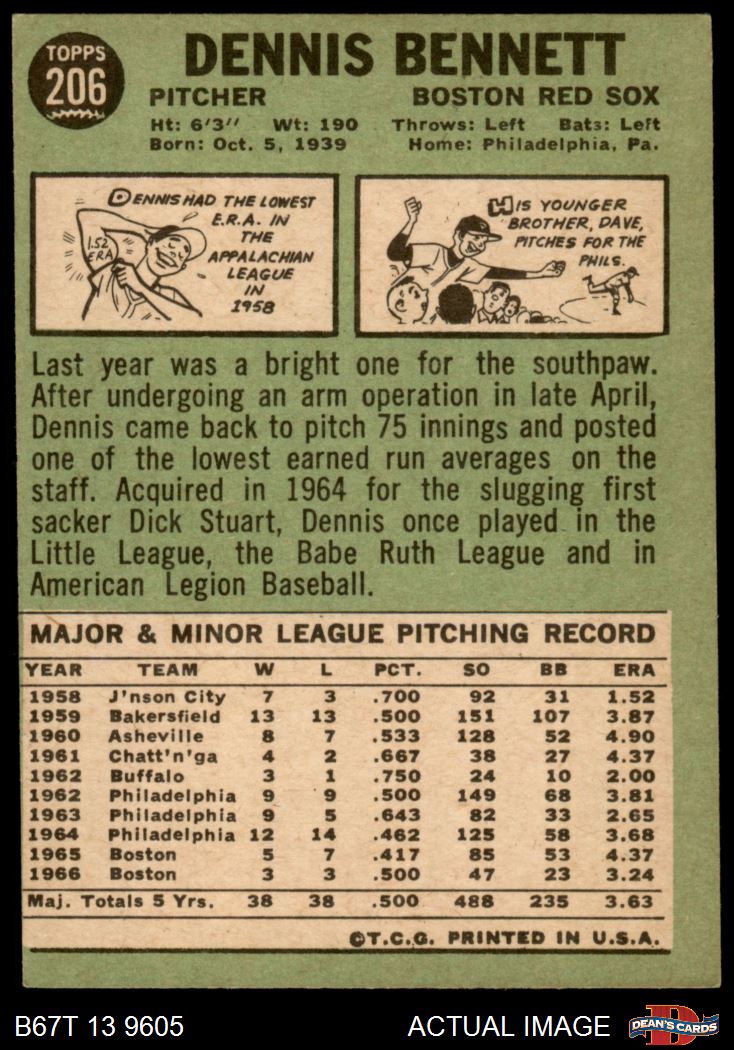 TOPPS
206
DENNIS BENNETT
PITCHER BOSTON RED SOX
Ht: 6'3" Wt: 190 Throws: Left Bats: Left
Born: Oct. 5, 1939 Home: Philadelphia, Pa.
DENNIS HAD THE LOWEST
E.R.A. IN
THE
APPALACHIAN
LEAGUE
IN
1958
1.52
ERA
HIS YOUNGER
BROTHER, DAVE,
PITCHES FOR THE
PHILS.
Last year was a bright one for the southpaw.
After undergoing an arm operation in late April,
Dennis came back to pitch 75 innings and posted
one of the lowest earned run averages on the
staff. Acquired in 1964 for the slugging first
sacker Dick Stuart, Dennis once played in the
Little League, the Babe Ruth League and in
American Legion Baseball.
MAJOR & MINOR LEAGUE PITCHING RECORD
YEAR TEAM W L PCT. SO BB ERA
1958 J'nson City 7 3 .700 92 31 1.52
1959 Bakersfield 13 13 .500 151 107 3.87
1960 Asheville 8 7 .533 128 52 4.90
1961 Chatt'n'ga 4 2 .667 38 27 4.37
1962 Buffalo 3 1 .750 24 10 2.00
1962 Philadelphia 9 9 .500 149 68 3.81
1963 Philadelphia 9 5 .643 82 33 2.65
1964 Philadelphia 12 14 .462 125 58 3.68
1965 Boston 5 7 .417 85 53 4.37
1966 Boston 3 3 .500 47 23 3.24
Maj. Totals 5 Yrs. 38 38 .500 488 235 3.63
©T.C.G. PRINTED IN U.S.A.
B67T 13 9605 ACTUAL IMAGE
DEAN'S CARDS